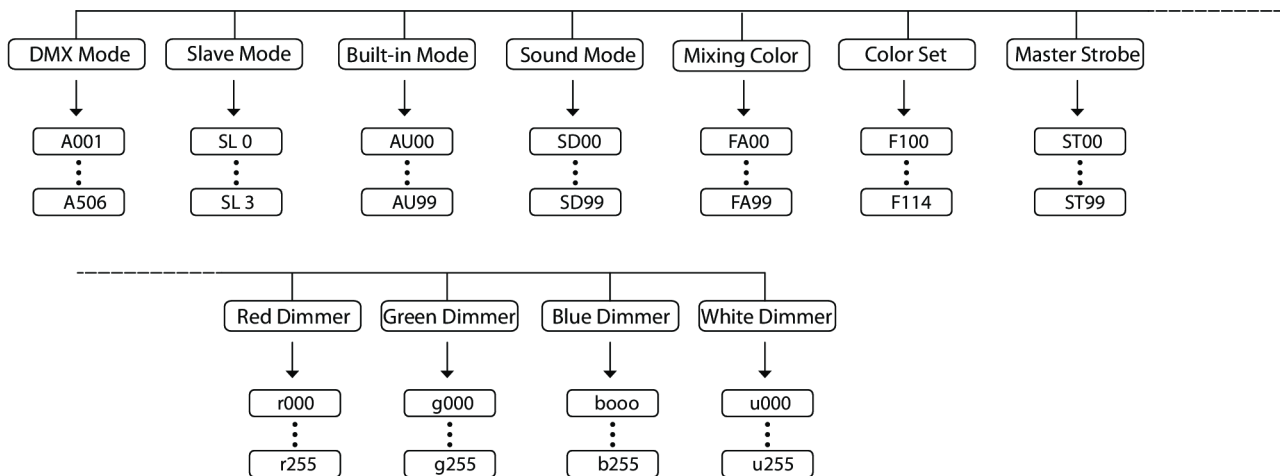 DMX Mode Slave Mode Built-in Mode Sound Mode Mixing Color Color Set Master Strobe
A001 SL 0 AU00 SD00 FA00 F100 ST00
A506 SL 3 AU99 SD99 FA99 F114 ST99
Red Dimmer Green Dimmer Blue Dimmer White Dimmer
r000 g000 booo u000
r255 g255 b255 u255